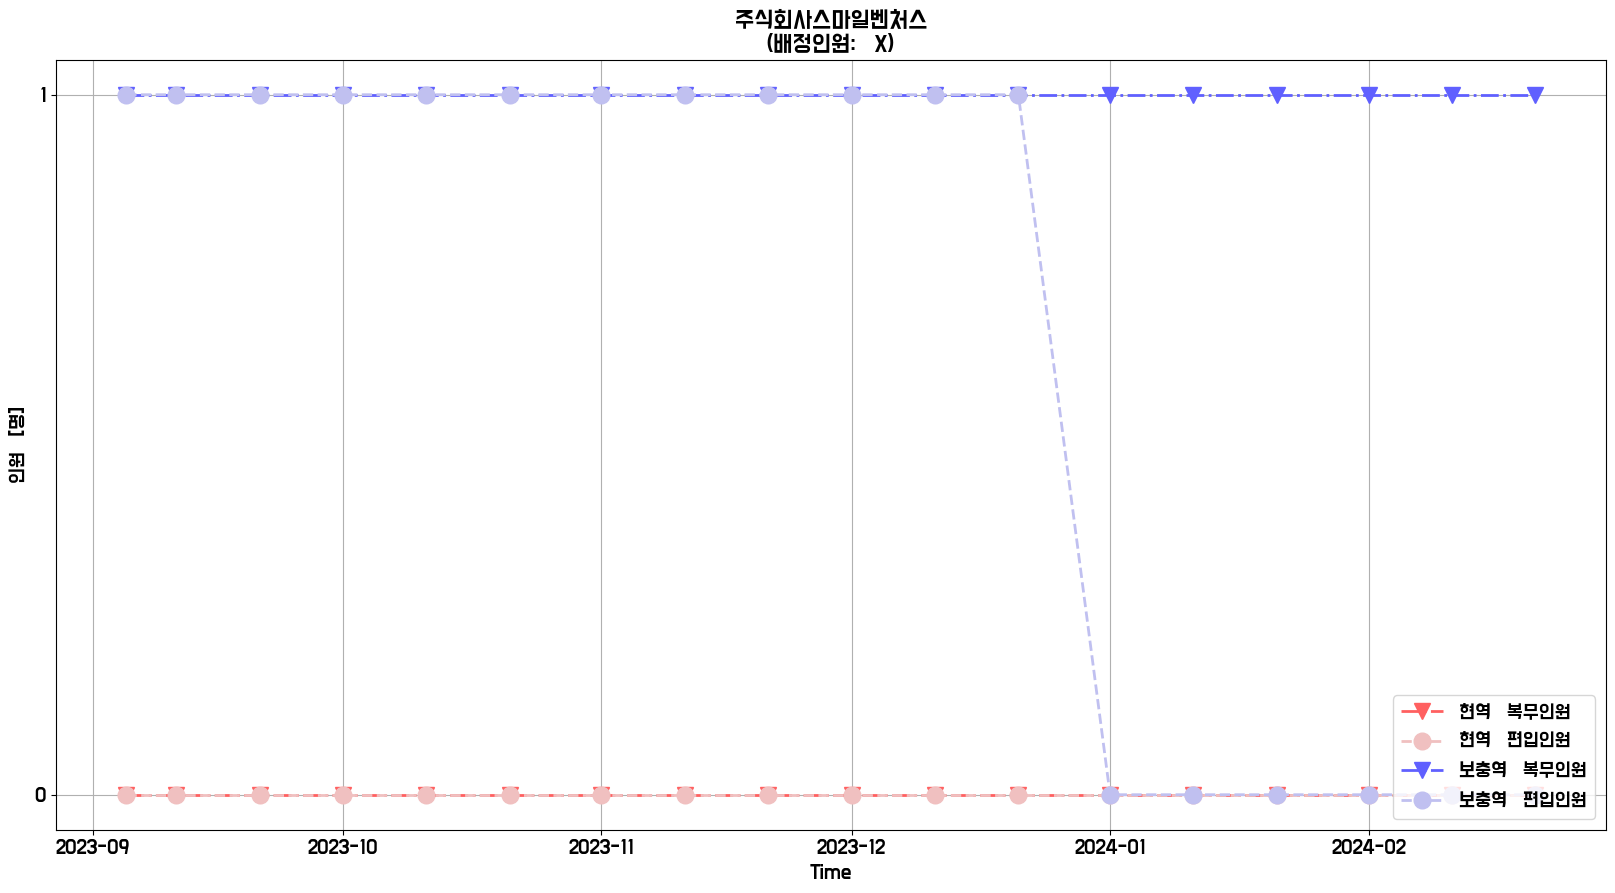 주식회사스마일벤처스
(배정인원: X)
1
0
인원 [명]
2023-09
2023-10
2023-11
2023-12
2024-01
2024-02
Time
현역 복무인원
현역 편입인원
보충역 복무인원
보충역 편입인원